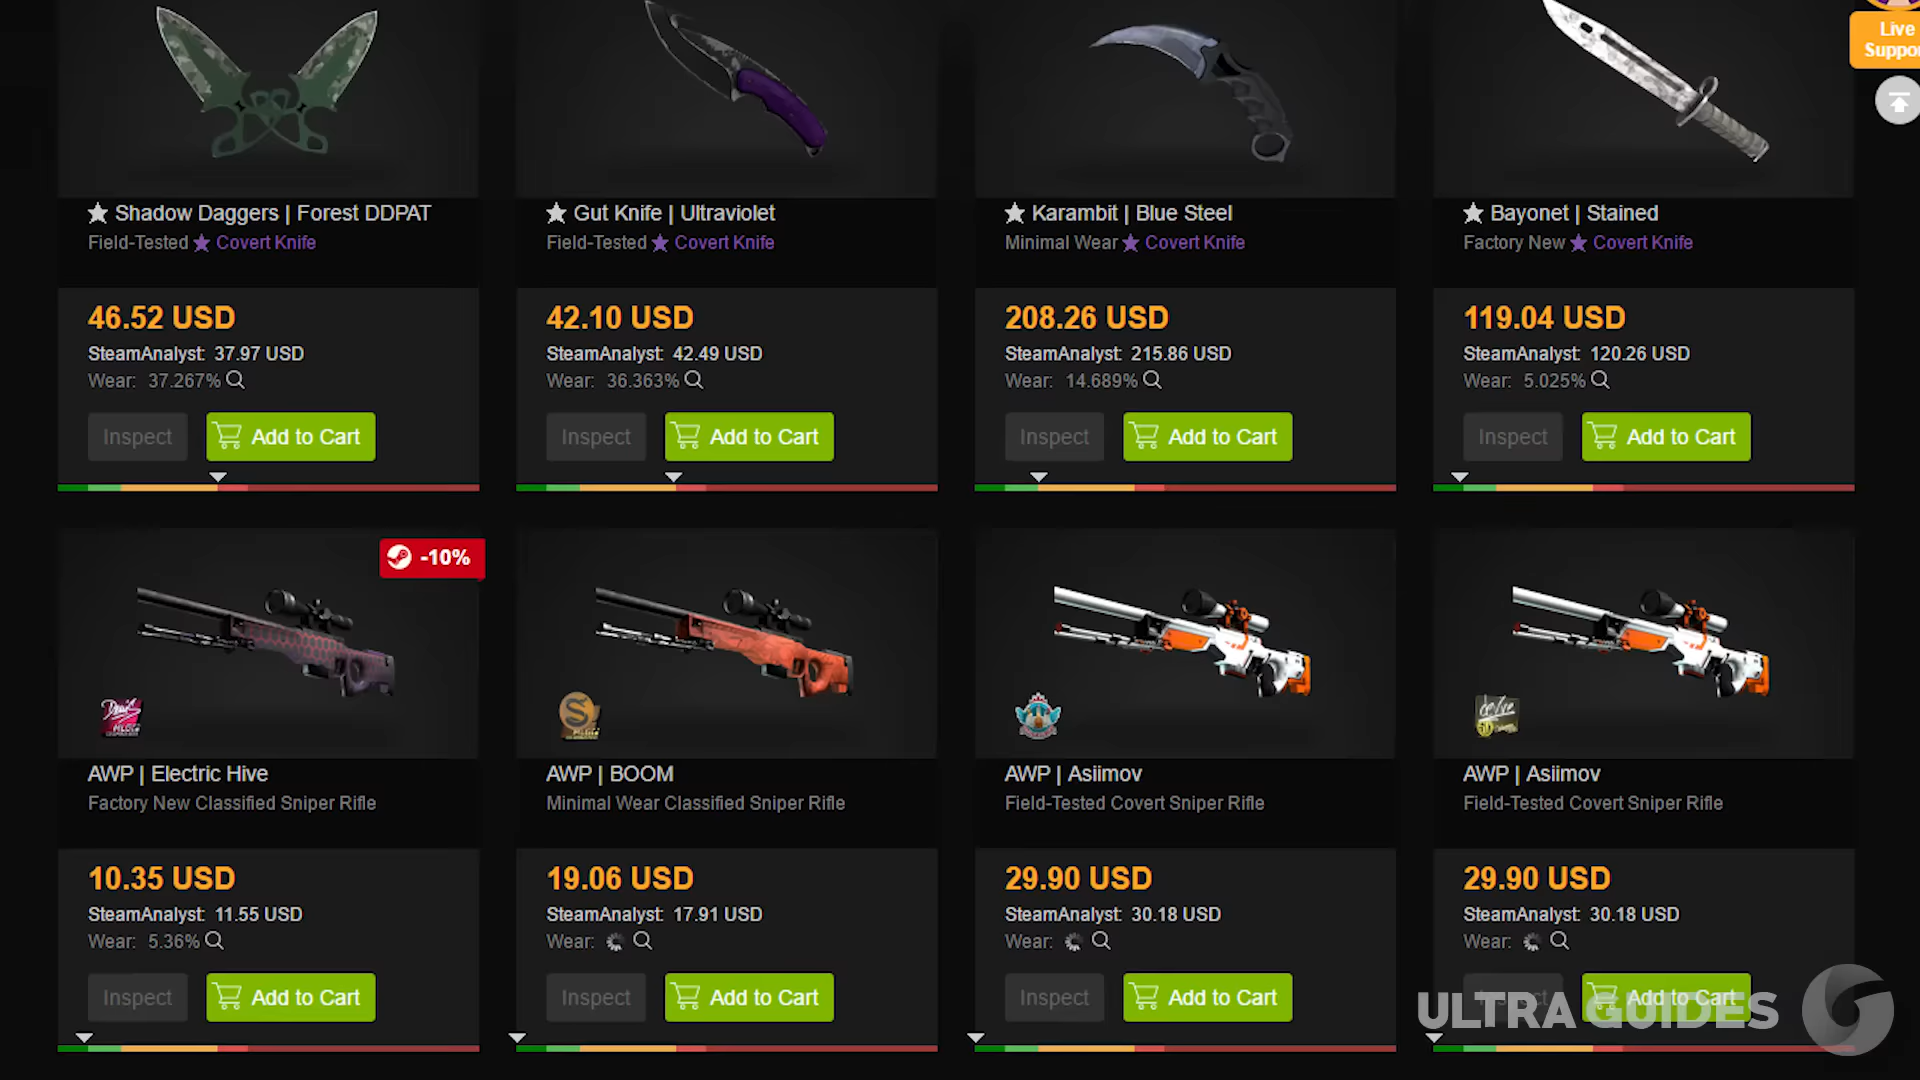 Live
Suppor
★ Shadow Daggers | Forest DDPAT
Field-Tested ★ Covert Knife
46.52 USD
SteamAnalyst: 37.97 USD
Wear: 37.267%
Inspect
Add to Cart
★ Gut Knife | Ultraviolet
Field-Tested ★ Covert Knife
42.10 USD
SteamAnalyst: 42.49 USD
Wear: 36.363%
Inspect
Add to Cart
★ Karambit | Blue Steel
Minimal Wear ★ Covert Knife
208.26 USD
SteamAnalyst: 215.86 USD
Wear: 14.689%
Inspect
Add to Cart
★ Bayonet | Stained
Factory New ★ Covert Knife
119.04 USD
SteamAnalyst: 120.26 USD
Wear: 5.025%
Inspect
Add to Cart
-10%
AWP | Electric Hive
Factory New Classified Sniper Rifle
10.35 USD
SteamAnalyst: 11.55 USD
Wear: 5.36%
Inspect
Add to Cart
S
AWP | BOOM
Minimal Wear Classified Sniper Rifle
19.06 USD
SteamAnalyst: 17.91 USD
Wear:
Inspect
Add to Cart
AWP | Asiimov
Field-Tested Covert Sniper Rifle
29.90 USD
SteamAnalyst: 30.18 USD
Wear:
Inspect
Add to Cart
AWP | Asiimov
Field-Tested Covert Sniper Rifle
29.90 USD
SteamAnalyst: 30.18 USD
Wear:
Add to Cart
ULTRA GUIDES